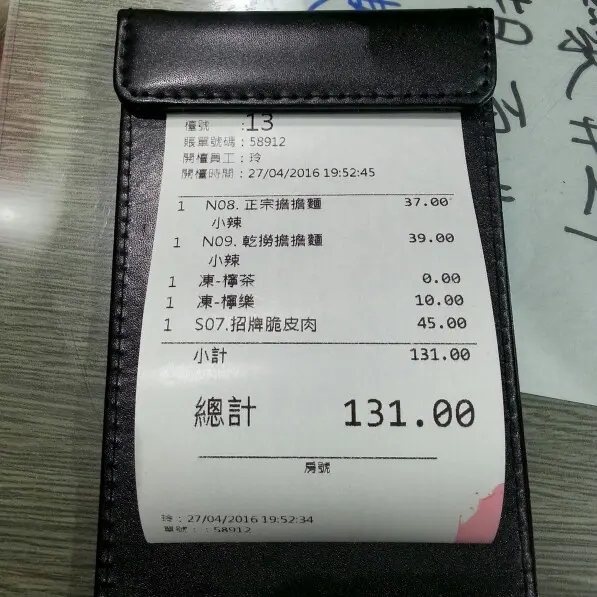 檯號 :13
賬單號碼：58912
開檯員工：玲
開檯時間：27/04/2016 19:52:45
1 N08. 正宗擔擔麵 37.00
小辣
1 N09. 乾撈擔擔麵 39.00
小辣
1 凍-檸茶 0.00
1 凍-檸樂 10.00
1 S07.招牌脆皮肉 45.00
小計 131.00
總計 131.00
房號
玲：27/04/2016 19:52:34
單號：：58912